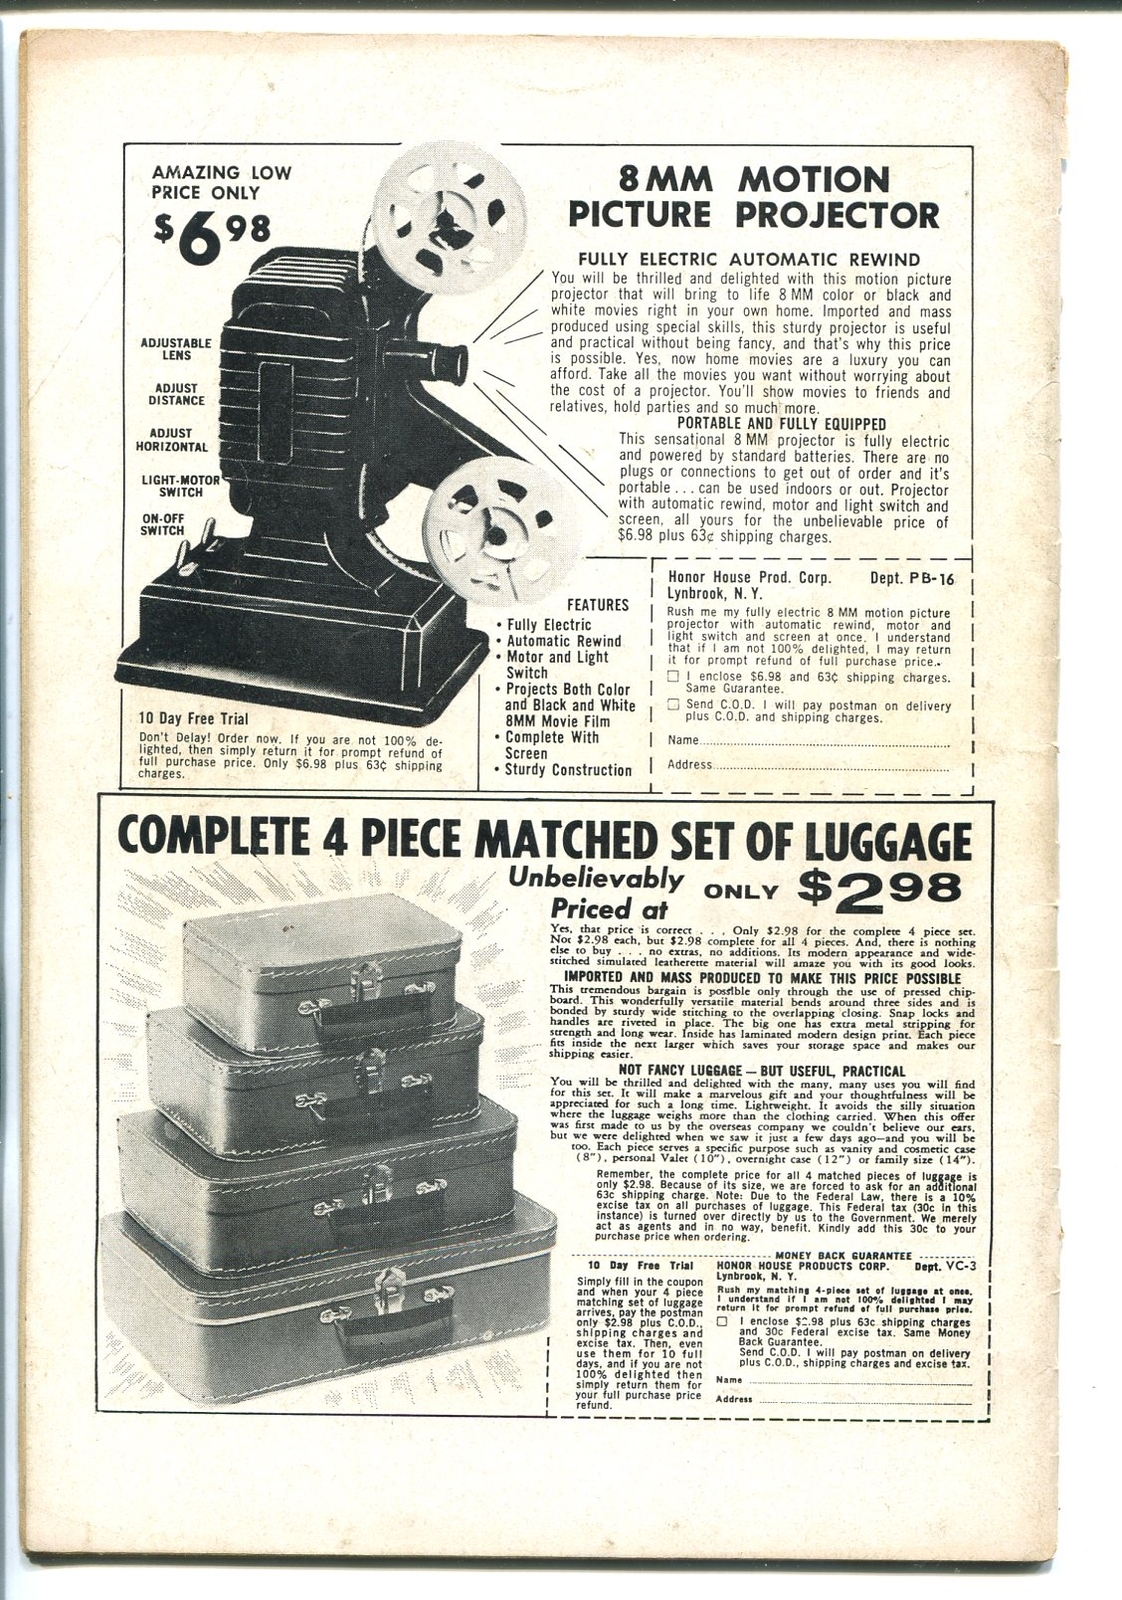 AMAZING LOW
PRICE ONLY
$6.98
8 MM MOTION
PICTURE PROJECTOR
FULLY ELECTRIC AUTOMATIC REWIND
You will be thrilled and delighted with this motion picture
projector that will bring to life 8 MM color or black and
white movies right in your own home. Imported and mass
produced using special skills, this sturdy projector is useful
and practical without being fancy, and that's why this price
is possible. Yes, now home movies are a luxury you can
afford. Take all the movies you want without worrying about
the cost of a projector. You'll show movies to friends and
relatives, hold parties and so much more.
PORTABLE AND FULLY EQUIPPED
This sensational 8 MM projector is fully electric
and powered by standard batteries. There are no
plugs or connections to get out of order and it's
portable . . . can be used indoors or out. Projector
with automatic rewind, motor and light switch and
screen, all yours for the unbelievable price of
$6.98 plus 63¢ shipping charges.
ADJUSTABLE
LENS
ADJUST
DISTANCE
ADJUST
HORIZONTAL
LIGHT-MOTOR
SWITCH
ON-OFF
SWITCH
10 Day Free Trial
Don't Delay! Order now. If you are not 100% de-
lighted, then simply return it for prompt refund of
full purchase price. Only $6.98 plus 63¢ shipping
charges.
FEATURES
• Fully Electric
• Automatic Rewind
• Motor and Light
Switch
• Projects Both Color
and Black and White
8MM Movie Film
• Complete With
Screen
• Sturdy Construction
Honor House Prod. Corp. Dept. PB-16
Lynbrook, N. Y.
Rush me my fully electric 8 MM motion picture
projector with automatic rewind, motor and
light switch and screen at once. I understand
that if I am not 100% delighted, I may return
it for prompt refund of full purchase price.
☐ I enclose $6.98 and 63¢ shipping charges.
Same Guarantee.
☐ Send C.O.D. I will pay postman on delivery
plus C.O.D. and shipping charges.
Name
Address
COMPLETE 4 PIECE MATCHED SET OF LUGGAGE
Unbelievably
Priced at
ONLY $2.98
Yes, that price is correct . . . Only $2.98 for the complete 4 piece set.
Not $2.98 each, but $2.98 complete for all 4 pieces. And, there is nothing
else to buy . . . no extras, no additions. Its modern appearance and wide-
stitched simulated leatherette material will amaze you with its good looks.
IMPORTED AND MASS PRODUCED TO MAKE THIS PRICE POSSIBLE
This tremendous bargain is possible only through the use of pressed chip-
board. This wonderfully versatile material bends around three sides and is
bonded by sturdy wide stitching to the overlapping closing. Snap locks and
handles are riveted in place. The big one has extra metal stripping for
strength and long wear. Inside has laminated modern design print. Each piece
fits inside the next larger which saves your storage space and makes our
shipping easier.
NOT FANCY LUGGAGE — BUT USEFUL, PRACTICAL
You will be thrilled and delighted with the many, many uses you will find
for this set. It will make a marvelous gift and your thoughtfulness will be
appreciated for such a long time. Lightweight. It avoids the silly situation
where the luggage weighs more than the clothing carried. When this offer
was first made to us by the overseas company we couldn't believe our ears,
but we were delighted when we saw it just a few days ago—and you will be
too. Each piece serves a specific purpose such as vanity and cosmetic case
(8"), personal Valet (10"), overnight case (12") or family size (14").
Remember, the complete price for all 4 matched pieces of luggage is
only $2.98. Because of its size, we are forced to ask for an additional
63c shipping charge. Note: Due to the Federal Law, there is a 10%
excise tax on all purchases of luggage. This Federal tax (30c in this
instance) is turned over directly by us to the Government. We merely
act as agents and in no way, benefit. Kindly add this 30c to your
purchase price when ordering.
10 Day Free Trial
Simply fill in the coupon
and when your 4 piece
matching set of luggage
arrives, pay the postman
only $2.98 plus C.O.D.,
shipping charges and
excise tax. Then, even
use them for 10 full
days, and if you are not
100% delighted then
simply return them for
your full purchase price
refund.
MONEY BACK GUARANTEE
HONOR HOUSE PRODUCTS CORP. Dept. VC-3
Lynbrook, N. Y.
Rush my matching 4-piece set of luggage at once.
I understand if I am not 100% delighted I may
return it for prompt refund of full purchase price.
☐ I enclose $2.98 plus 63c shipping charges
and 30c Federal excise tax. Same Money
Back Guarantee.
Send C.O.D. I will pay postman on delivery
plus C.O.D., shipping charges and excise tax.
Name
Address